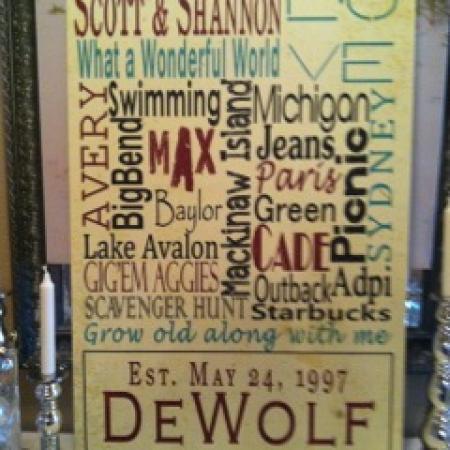 SCOTT & SHANNON
What a Wonderful World
AVERY
Swimming
BigBend
MAX
Baylor
Mackinaw Island
Michigan
Jeans
Paris
Green
CADE
Picnic
SYDNEY
Lake Avalon
GIG'EM AGGIES
Outback
Adpi
SCAVENGER HUNT
Starbucks
Grow old along with me
EST. MAY 24, 1997
DEWOLF